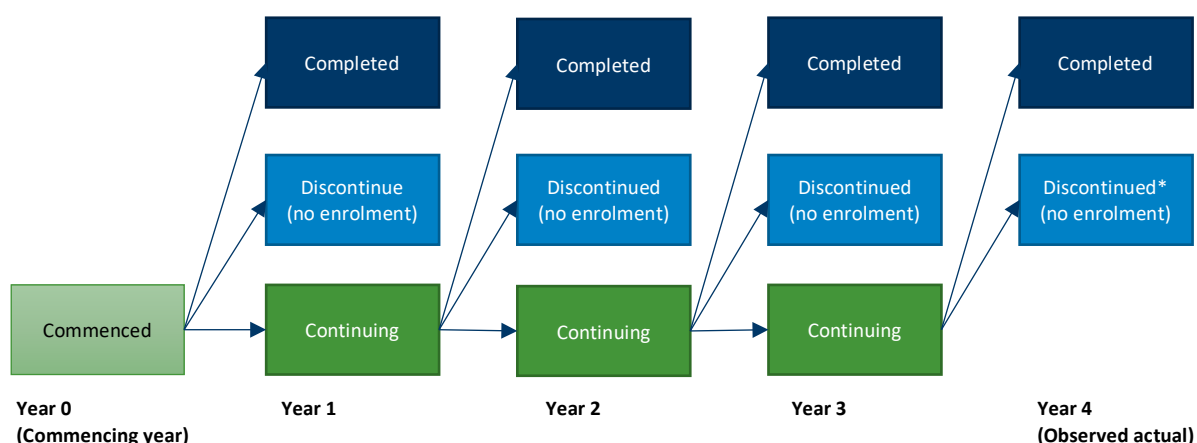 Completed
Completed
Completed
Completed
Discontinue
(no enrolment)
Discontinued
(no enrolment)
Discontinued
(no enrolment)
Discontinued*
(no enrolment)
Commenced
Continuing
Continuing
Continuing
Year 0
(Commencing year)
Year 1
Year 2
Year 3
Year 4
(Observed actual)